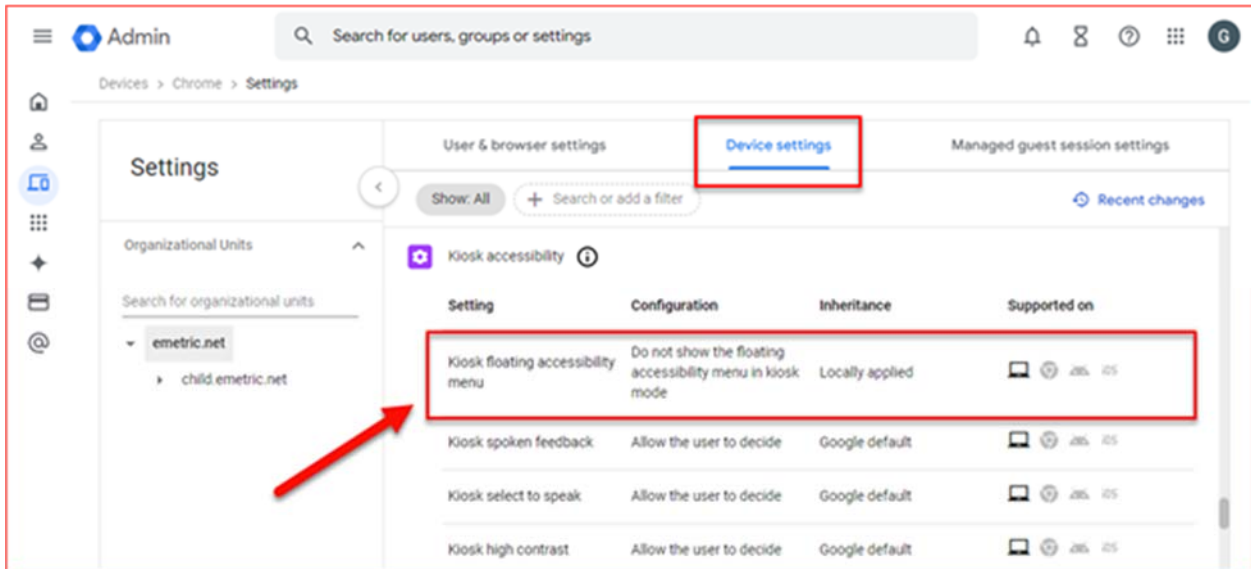 Admin
Search for users, groups or settings
G
Devices > Chrome > Settings
Settings
User & browser settings
Device settings
Managed guest session settings
Show: All
+ Search or add a filter
Recent changes
Organizational Units
Search for organizational units
emetric.net
child.emetric.net
Kiosk accessibility
Setting Configuration Inheritance Supported on
Kiosk floating accessibility
menu
Do not show the floating
accessibility menu in kiosk
mode
Locally applied
iOS
Kiosk spoken feedback Allow the user to decide Google default iOS
Kiosk select to speak Allow the user to decide Google default iOS
Kiosk high contrast Allow the user to decide Google default iOS